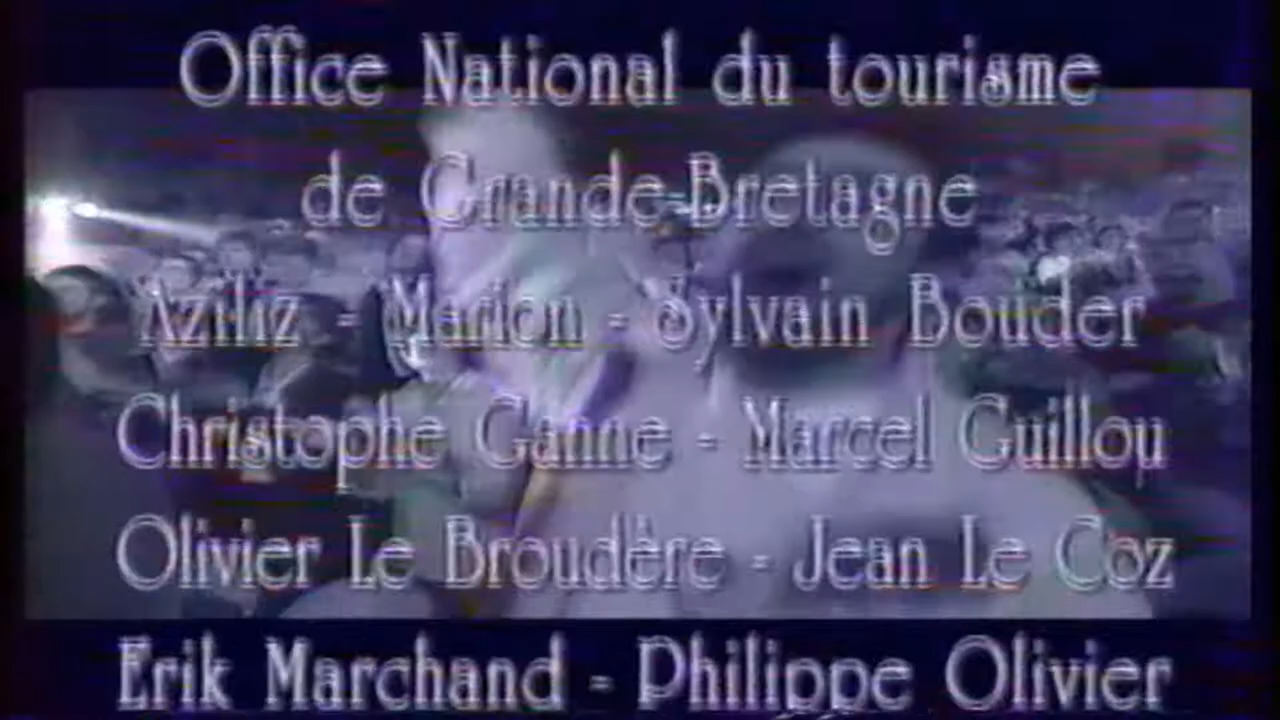 Office National du tourisme
de Grande-Bretagne
Aziliz - Marion - Sylvain Bouder
Christophe Ganne - Marcel Guillou
Olivier Le Broudère - Jean Le Coz
Erik Marchand - Philippe Olivier